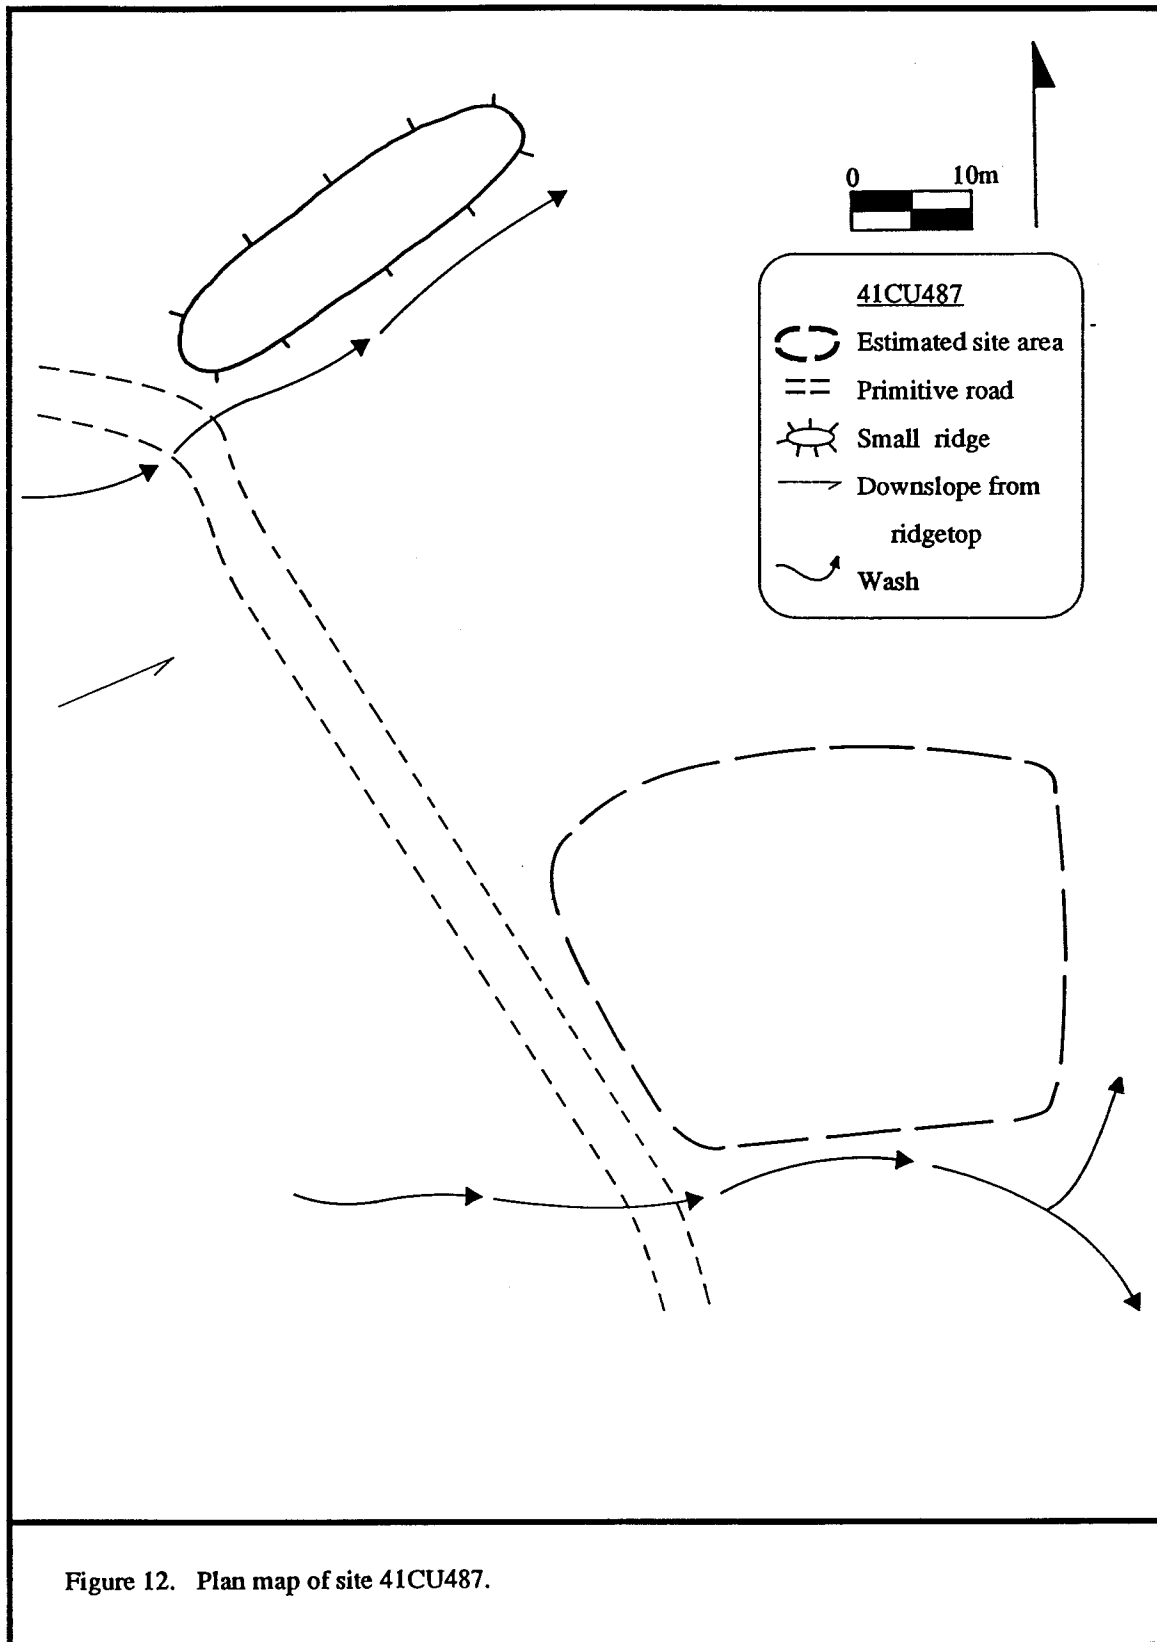 0 10m
41CU487
Estimated site area
Primitive road
Small ridge
Downslope from
ridgetop
Wash
Figure 12. Plan map of site 41CU487.